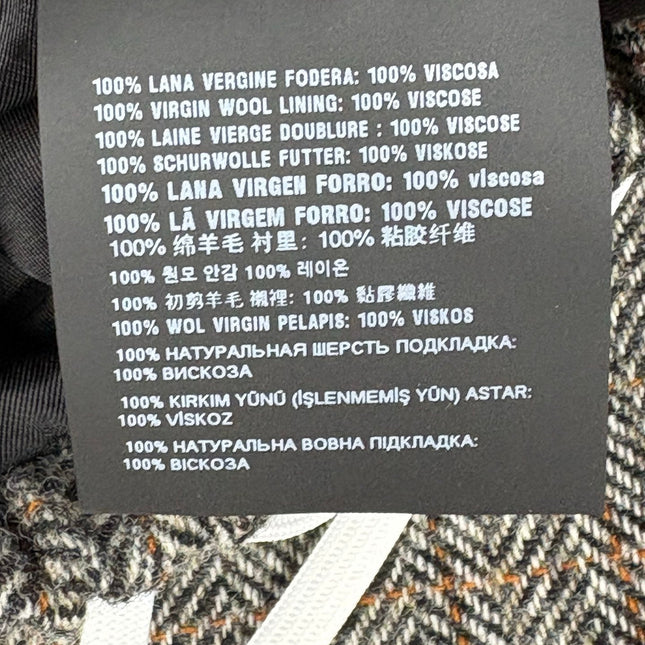 100% LANA VERGINE FODERA: 100% VISCOSA
100% VIRGIN WOOL LINING: 100% VISCOSE
100% LAINE VIERGE DOUBLURE : 100% VISCOSE
100% SCHURWOLLE FUTTER: 100% VISKOSE
100% LANA VIRGEN FORRO: 100% vIscosa
100% LÃ VIRGEM FORRO: 100% VISCOSE
100% 绵羊毛 衬里: 100% 粘胶纤维
100% 원모 안감 100% 레이온
100% 初剪羊毛 襯裡: 100% 黏膠纖維
100% WOL VIRGIN PELAPIS: 100% VISKOS
100% НАТУРАЛЬНАЯ ШЕРСТЬ ПОДКЛАДКА:
100% ВИСКОЗА
100% KIRKIM YÜNÜ (İŞLENMEMİŞ YÜN) ASTAR:
100% VİSKOZ
100% НАТУРАЛЬНА ВОВНА ПІДКЛАДКА:
100% ВІСКОЗА